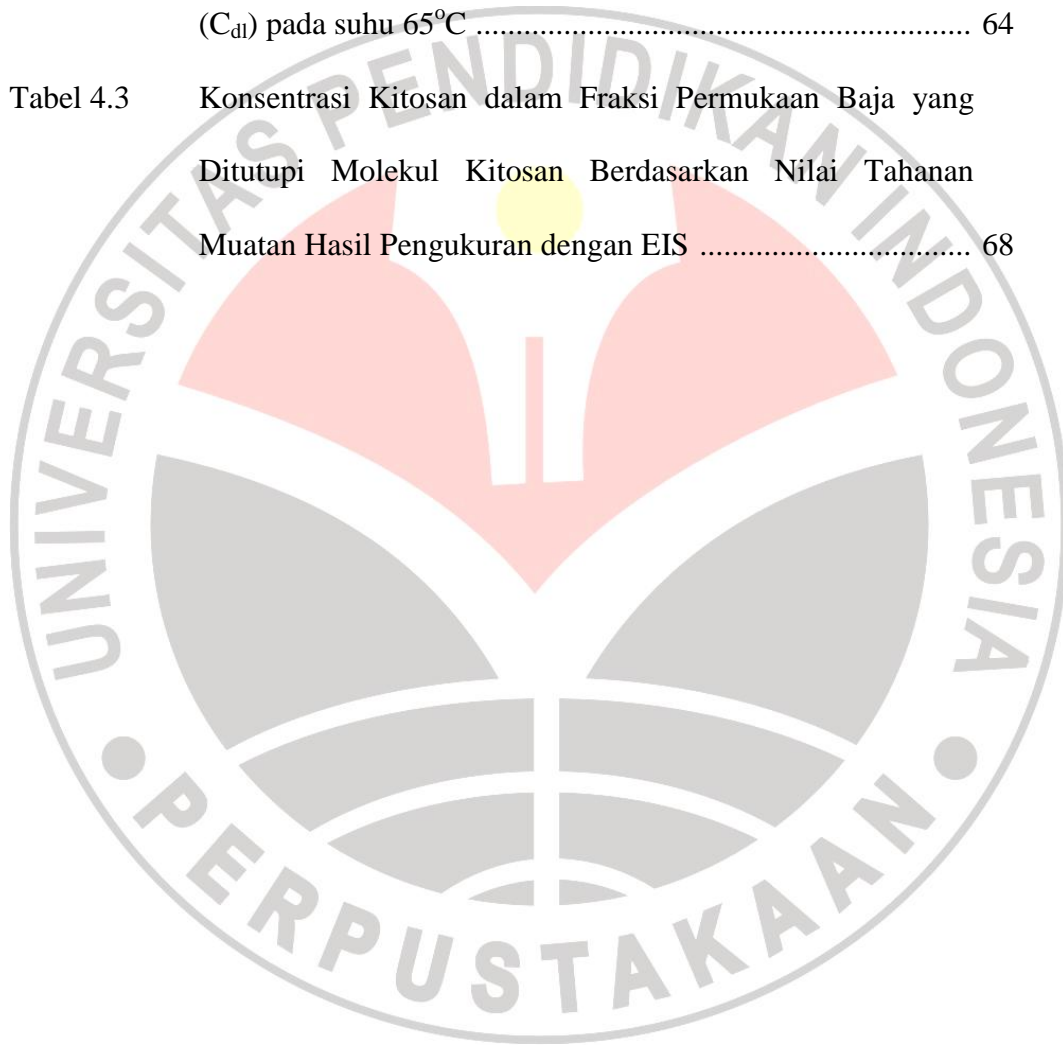 (Cdl) pada suhu 65oC ........................................................... 64
Tabel 4.3 Konsentrasi Kitosan dalam Fraksi Permukaan Baja yang
Ditutupi Molekul Kitosan Berdasarkan Nilai Tahanan
Muatan Hasil Pengukuran dengan EIS ................................ 68
UNIVERSITAS PENDIDIKAN INDONESIA
PERPUSTAKAAN